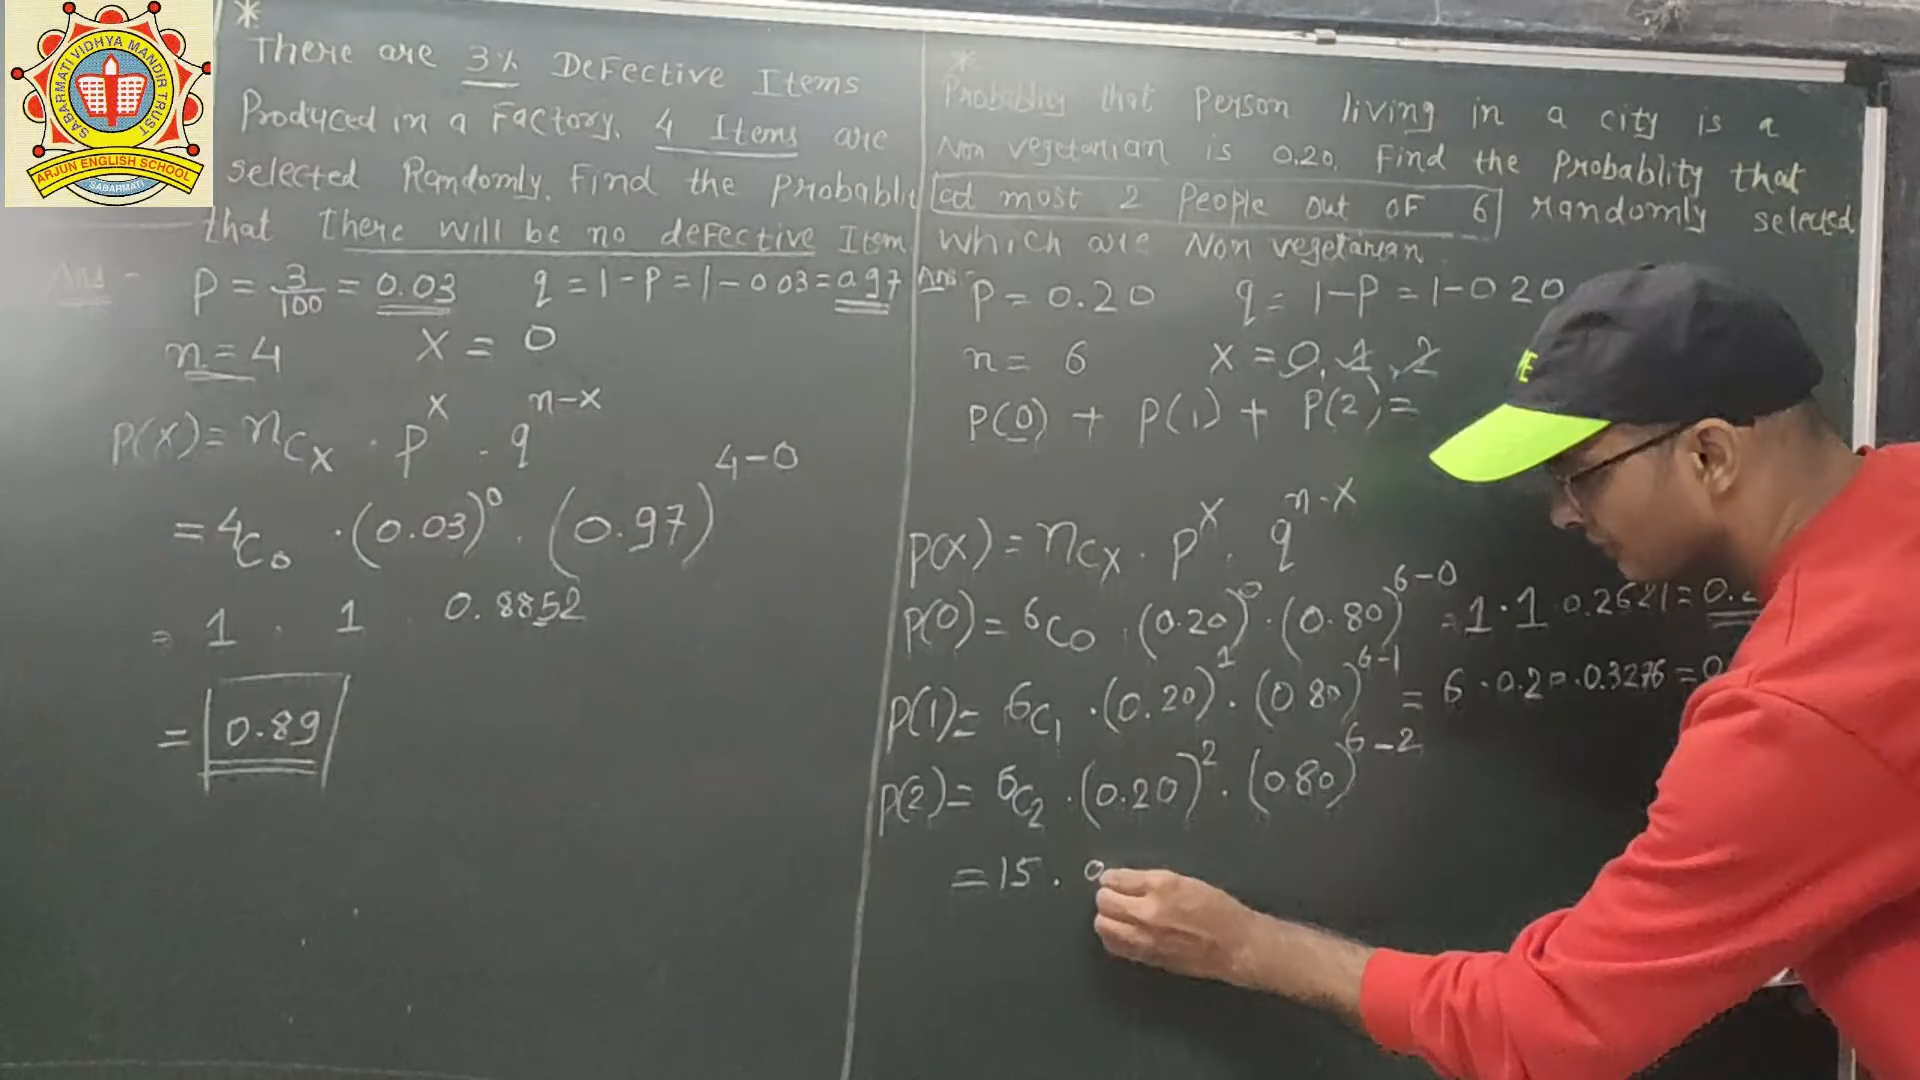 SABARMATI VIDHYA MANDIR TRUST
SABARMATI
ARJUN ENGLISH SCHOOL
SABARMATI
*
There are 3% Defective Items
Produced in a Factory. 4 Items are
selected Randomly. Find the Probabli
that there will be no defective Item
Ans -
P = 3/100 = 0.03 q = 1-P = 1-0 03 = 0.97
n = 4 X = 0
P(X) = nCx · P^x · q^n-x
= 4C0 · (0.03)^0 · (0.97)^4-0
= 1 . 1 . 0.8852
= 0.89
*
Probablity that Person living in a city is a
Non vegetarian is 0.20. Find the Probablity that
ad most 2 People out of 6 randomly selected
which are Non vegetarian
Ans -
P = 0.20 q = 1-P = 1-0 20
n = 6 X = 0, 1, 2
P(0) + P(1) + P(2) =
P(X) = nCx · P^x · q^n-x
P(0) = 6C0 · (0.20)^0 · (0.80)^6-0 = 1 · 1 . 0.2621 = 0.2
P(1) = 6C1 · (0.20)^1 · (0 80)^6-1 = 6 · 0.20 · 0.3276 = 0
P(2) = 6C2 · (0.20)^2 · (0 80)^6-2
= 15 . 0